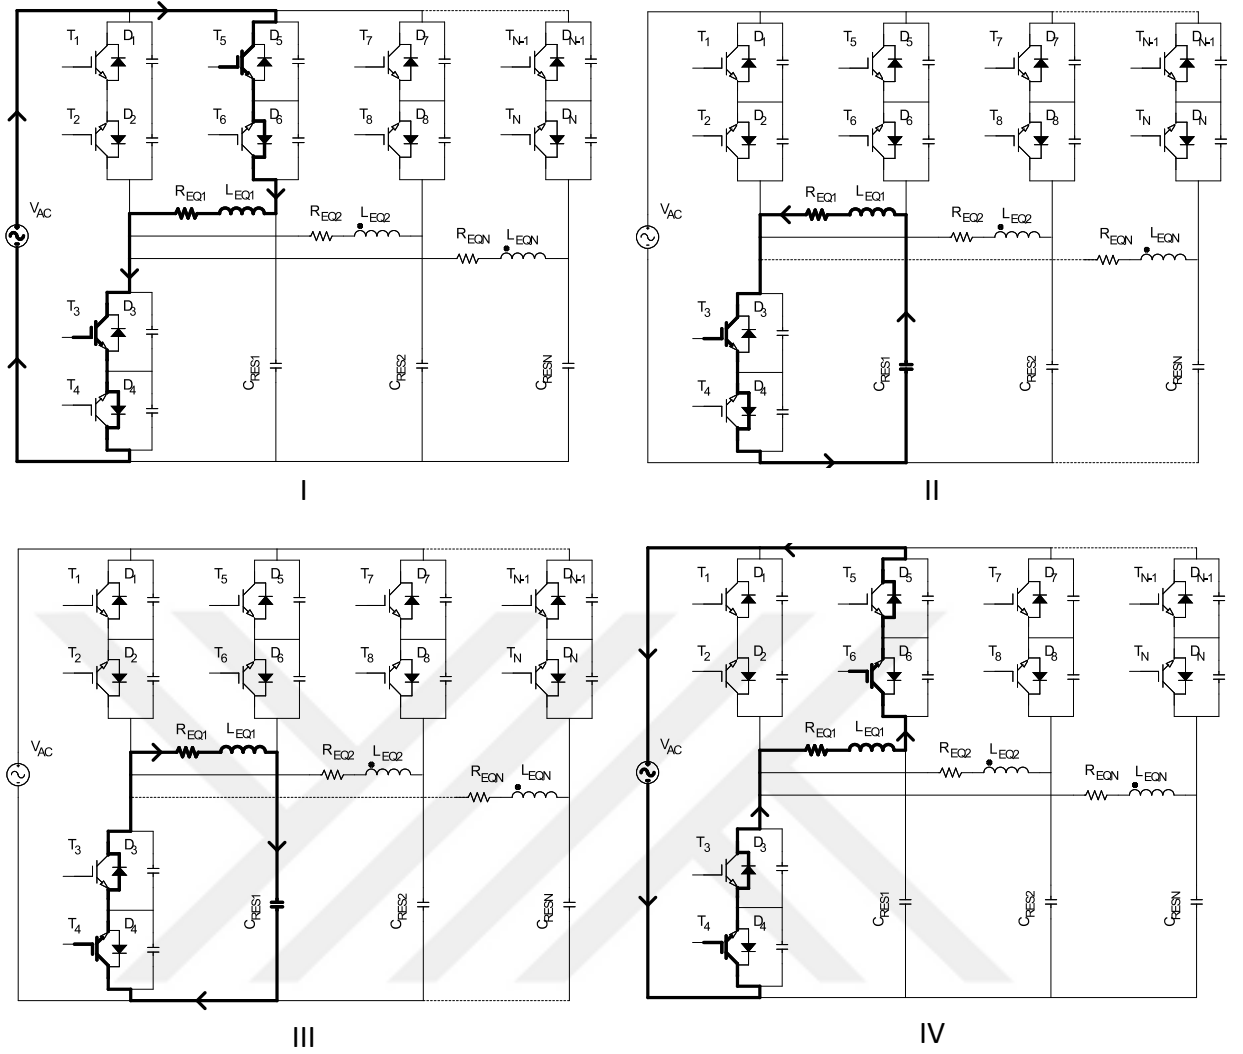 T1 D1 T5 D5 T7 D7 TN-1 DN-1
T2 D2 T6 D6 T8 D8 TN DN
REQ1 LEQ1
VAC
REQ2 LEQ2
REQN LEQN
T3 D3
T4 D4
CRES1 CRES2 CRESN
I
T1 D1 T5 D5 T7 D7 TN-1 DN-1
T2 D2 T6 D6 T8 D8 TN DN
REQ1 LEQ1
VAC
REQ2 LEQ2
REQN LEQN
T3 D3
T4 D4
CRES1 CRES2 CRESN
II
T1 D1 T5 D5 T7 D7 TN-1 DN-1
T2 D2 T6 D6 T8 D8 TN DN
REQ1 LEQ1
VAC
REQ2 LEQ2
REQN LEQN
T3 D3
T4 D4
CRES1 CRES2 CRESN
III
T1 D1 T5 D5 T7 D7 TN-1 DN-1
T2 D2 T6 D6 T8 D8 TN DN
REQ1 LEQ1
VAC
REQ2 LEQ2
REQN LEQN
T3 D3
T4 D4
CRES1 CRES2 CRESN
IV